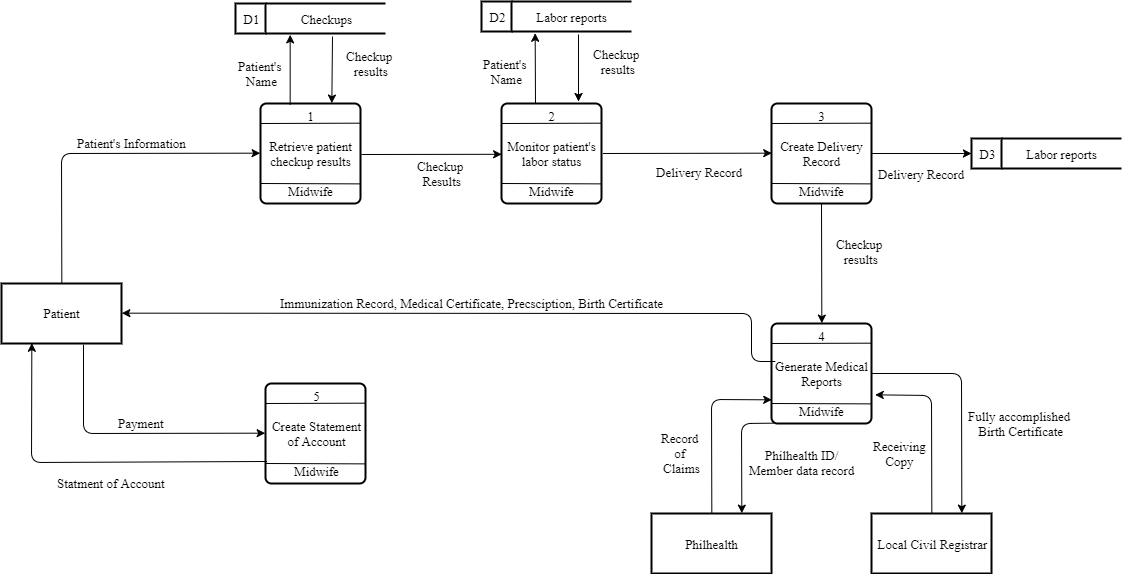 D1
Checkups
D2
Labor reports
Patient's
Name
Checkup
results
Patient's
Name
Checkup
results
1
Retrieve patient
checkup results
Midwife
2
Monitor patient's
labor status
Midwife
3
Create Delivery
Record
Midwife
D3
Labor reports
Patient's Information
Checkup
Results
Delivery Record
Delivery Record
Checkup
results
Immunization Record, Medical Certificate, Precsciption, Birth Certificate
Patient
4
Generate Medical
Reports
Midwife
5
Create Statement
of Account
Midwife
Payment
Statment of Account
Record
of
Claims
Philhealth ID/
Member data record
Receiving
Copy
Fully accomplished
Birth Certificate
Philhealth
Local Civil Registrar